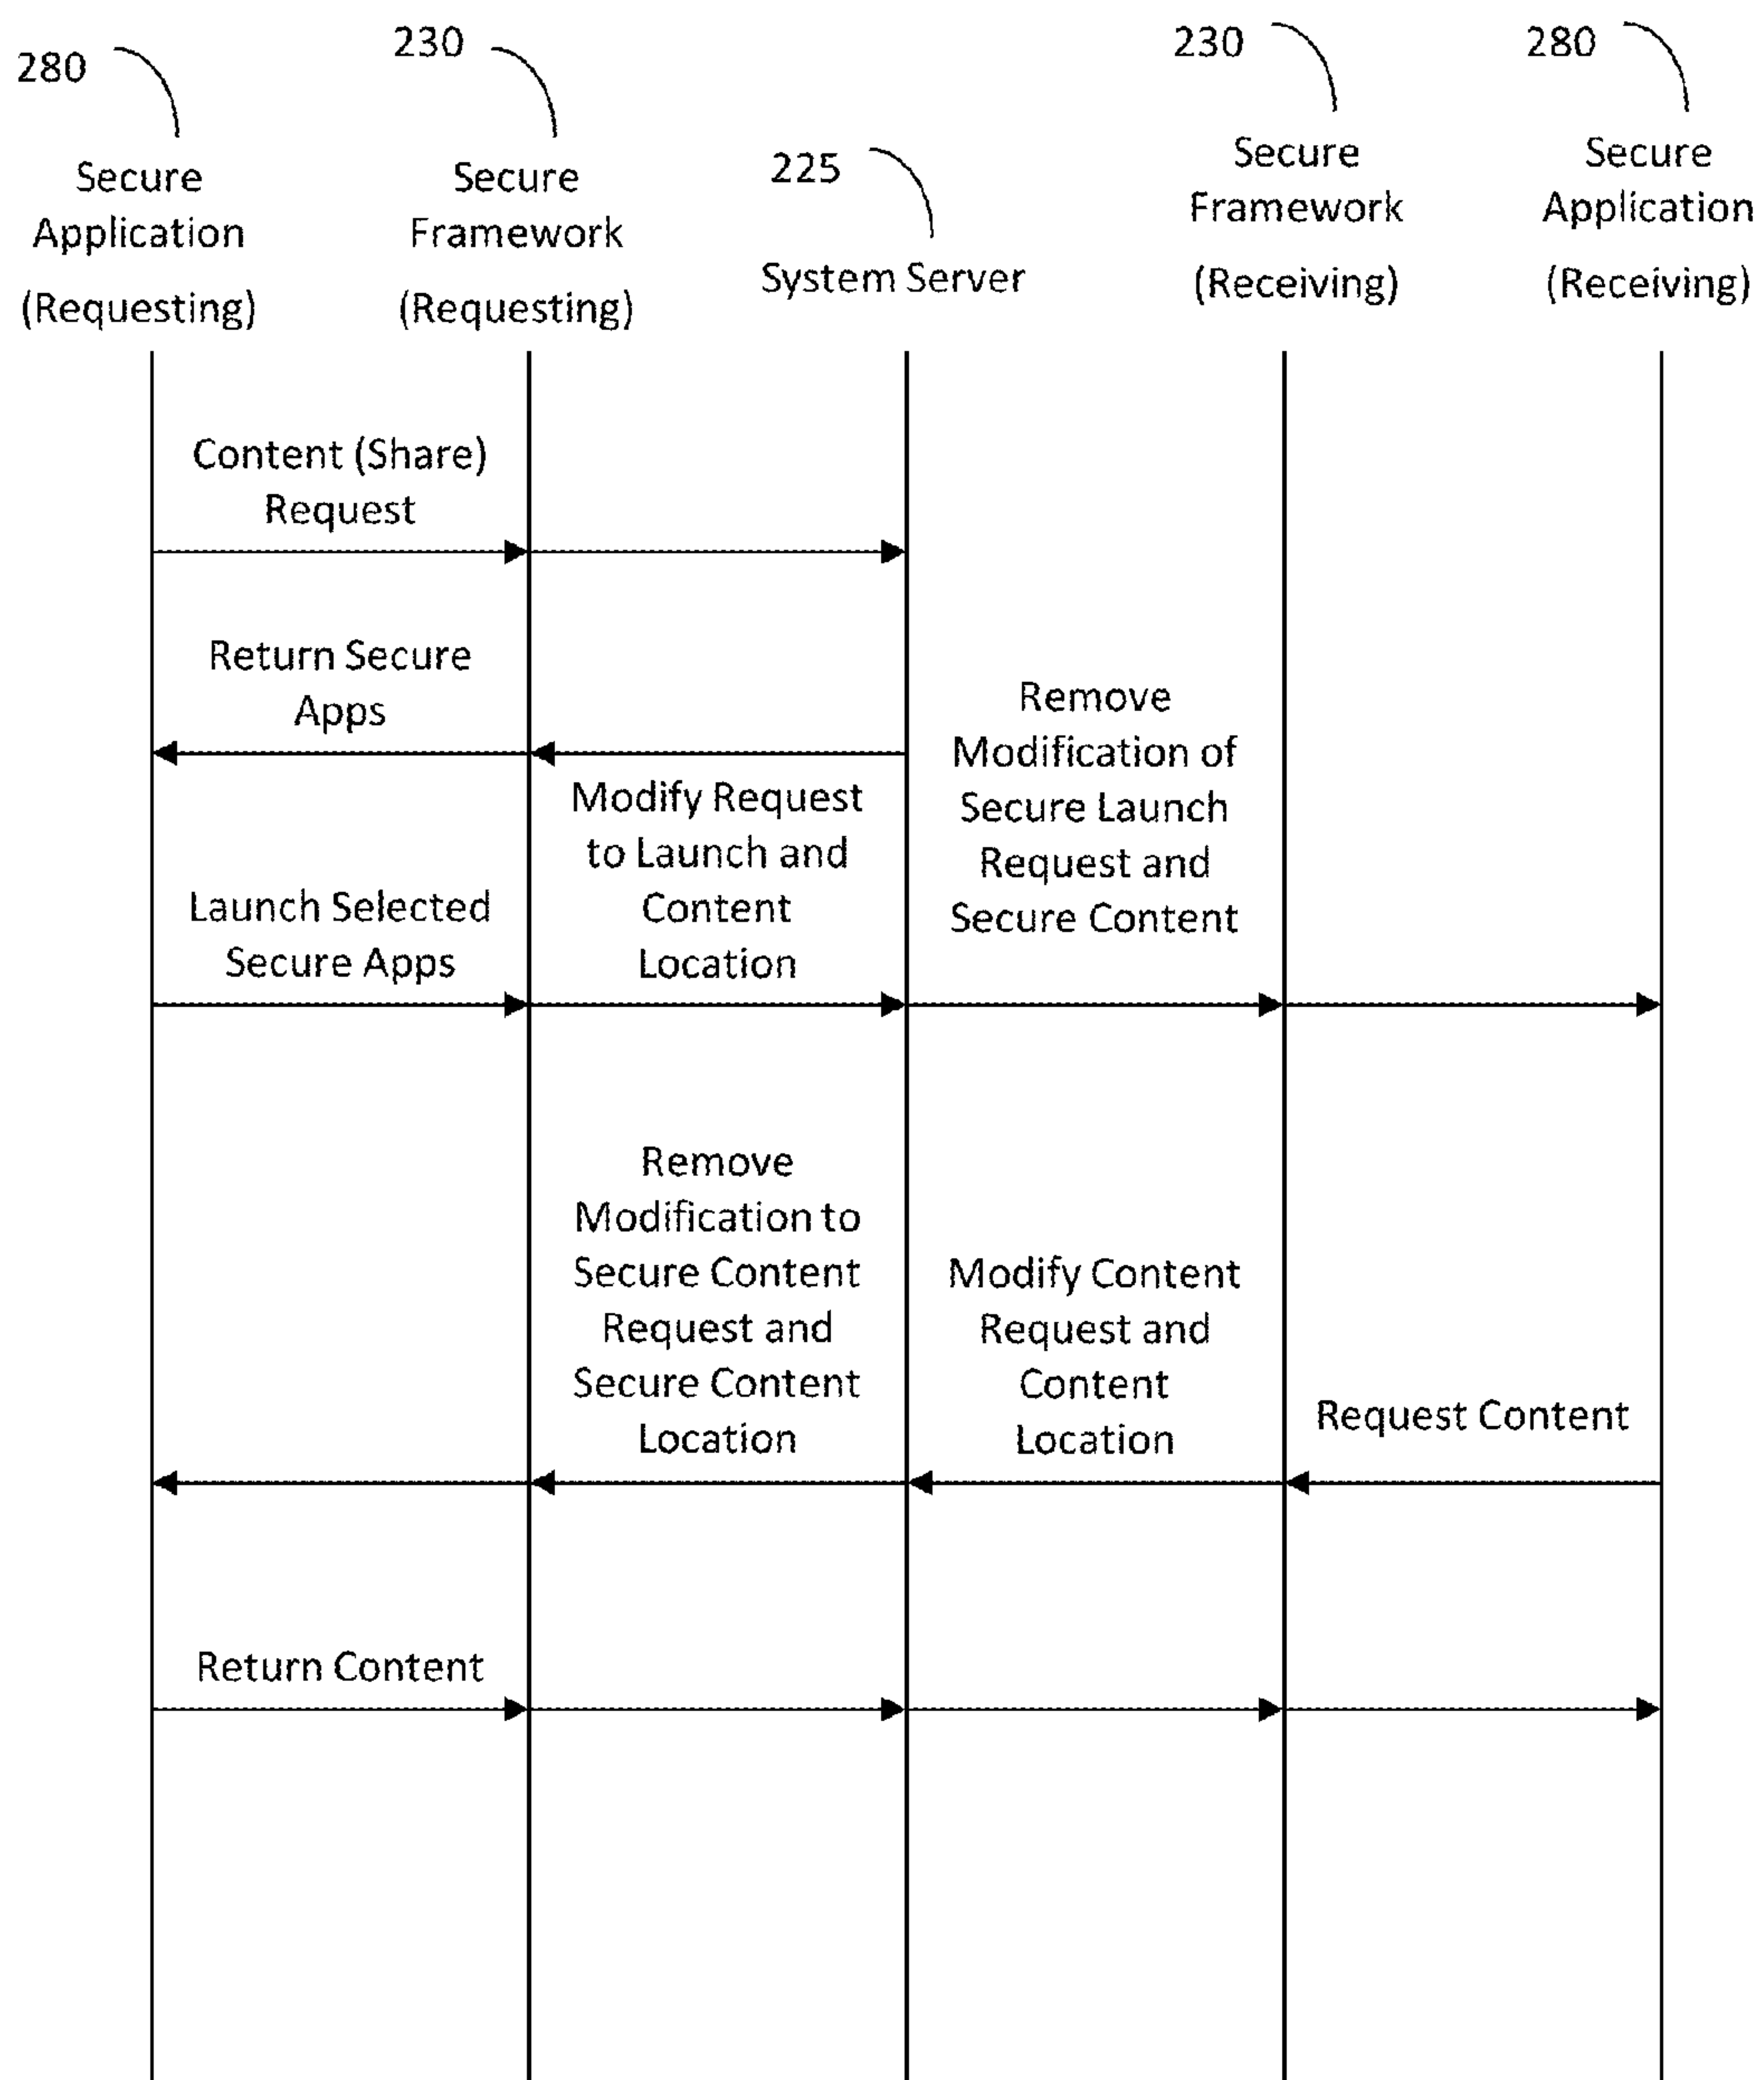 280
230
230
280
225
Secure
Application
(Requesting)
Secure
Framework
(Requesting)
System Server
Secure
Framework
(Receiving)
Secure
Application
(Receiving)
Content (Share)
Request
Return Secure
Apps
Launch Selected
Secure Apps
Modify Request
to Launch and
Content
Location
Remove
Modification of
Secure Launch
Request and
Secure Content
Remove
Modification to
Secure Content
Request and
Secure Content
Location
Modify Content
Request and
Content
Location
Request Content
Return Content